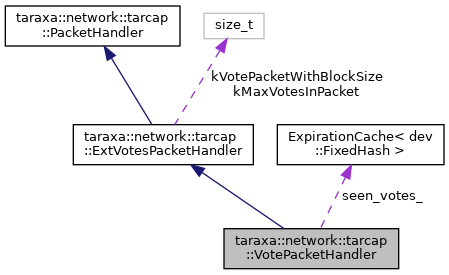 taraxa::network::tarcap
::PacketHandler
size_t
kVotePacketWithBlockSize
kMaxVotesInPacket
taraxa::network::tarcap
::ExtVotesPacketHandler
ExpirationCache< dev
::FixedHash >
seen_votes_
taraxa::network::tarcap
::VotePacketHandler